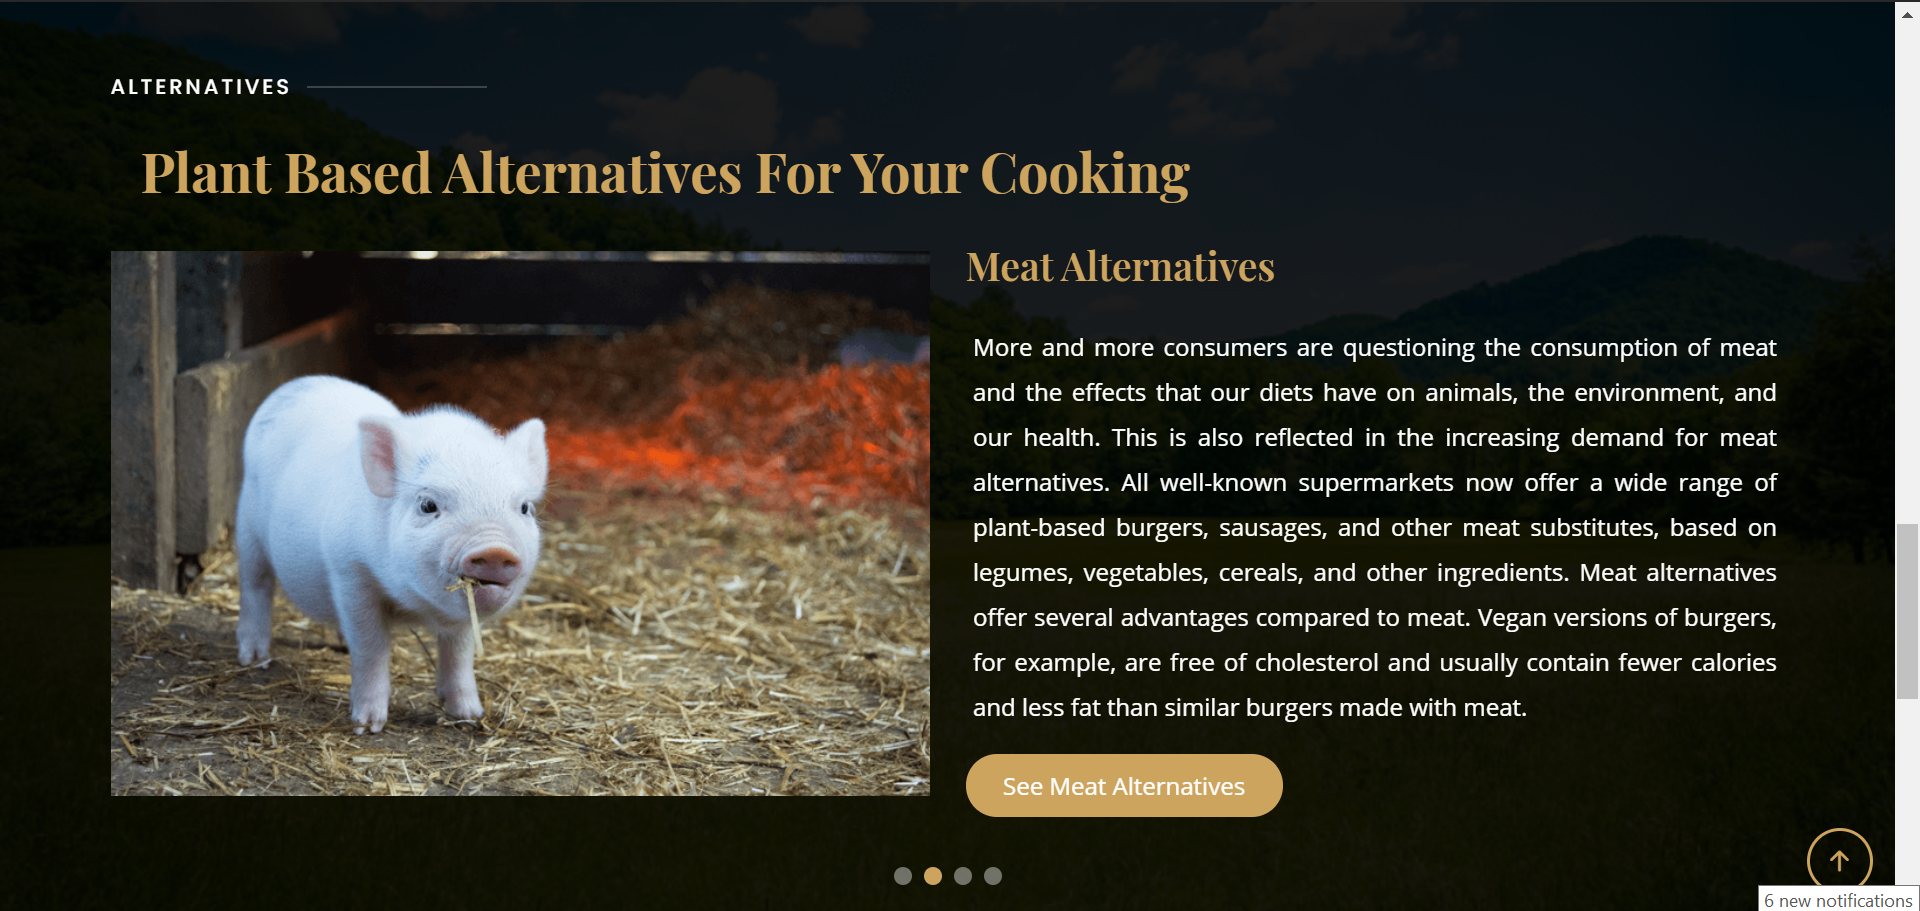 ALTERNATIVES
Plant Based Alternatives For Your Cooking
Meat Alternatives
More and more consumers are questioning the consumption of meat
and the effects that our diets have on animals, the environment, and
our health. This is also reflected in the increasing demand for meat
alternatives. All well-known supermarkets now offer a wide range of
plant-based burgers, sausages, and other meat substitutes, based on
legumes, vegetables, cereals, and other ingredients. Meat alternatives
offer several advantages compared to meat. Vegan versions of burgers,
for example, are free of cholesterol and usually contain fewer calories
and less fat than similar burgers made with meat.
See Meat Alternatives
6 new notifications